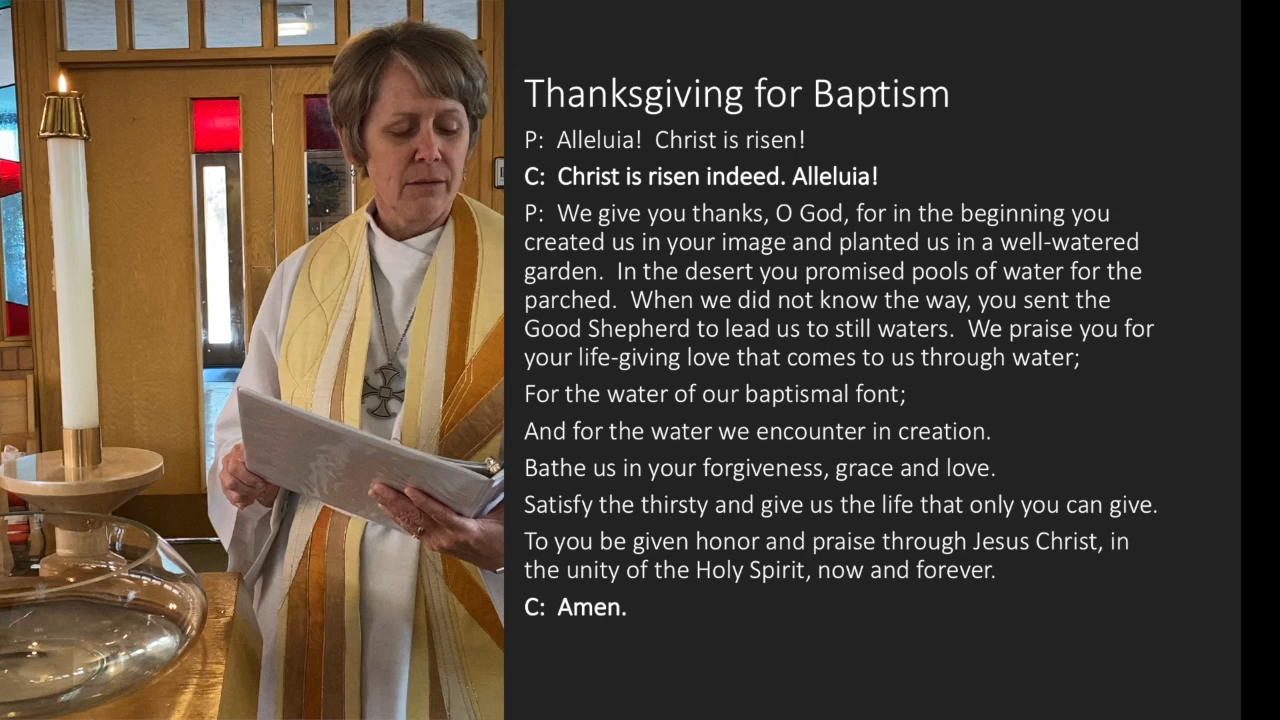 Thanksgiving for Baptism
P:  Alleluia!  Christ is risen!
C:  Christ is risen indeed. Alleluia!
P:  We give you thanks, O God, for in the beginning you
created us in your image and planted us in a well-watered
garden.  In the desert you promised pools of water for the
parched.  When we did not know the way, you sent the
Good Shepherd to lead us to still waters.  We praise you for
your life-giving love that comes to us through water;
For the water of our baptismal font;
And for the water we encounter in creation.
Bathe us in your forgiveness, grace and love.
Satisfy the thirsty and give us the life that only you can give.
To you be given honor and praise through Jesus Christ, in
the unity of the Holy Spirit, now and forever.
C:  Amen.